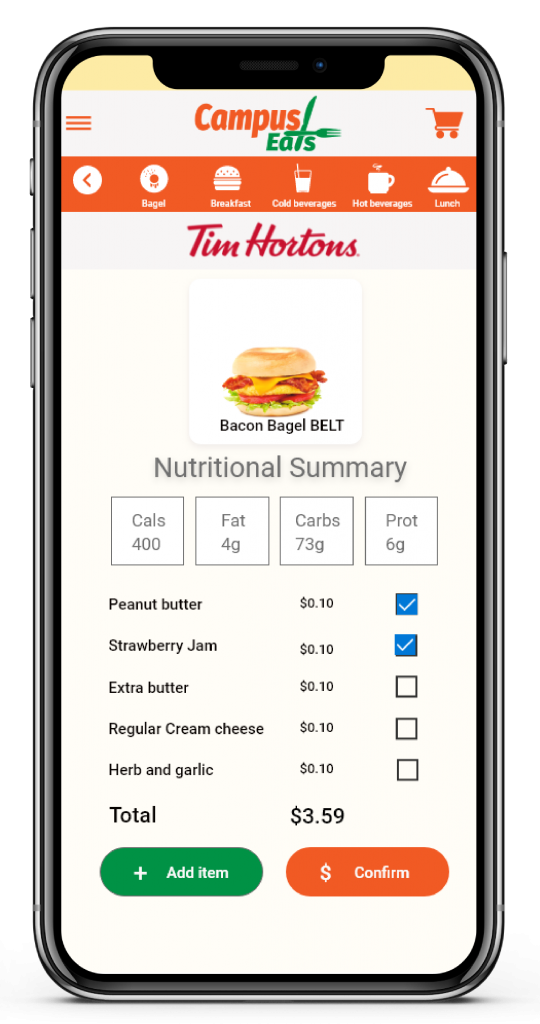 Campus
Eats
Bagel Breakfast Cold beverages Hot beverages Lunch
Tim Hortons.
Bacon Bagel BELT
Nutritional Summary
Cals Fat Carbs Prot
400 4g 73g 6g
Peanut butter $0.10
Strawberry Jam $0.10
Extra butter $0.10
Regular Cream cheese $0.10
Herb and garlic $0.10
Total $3.59
+ Add item $ Confirm